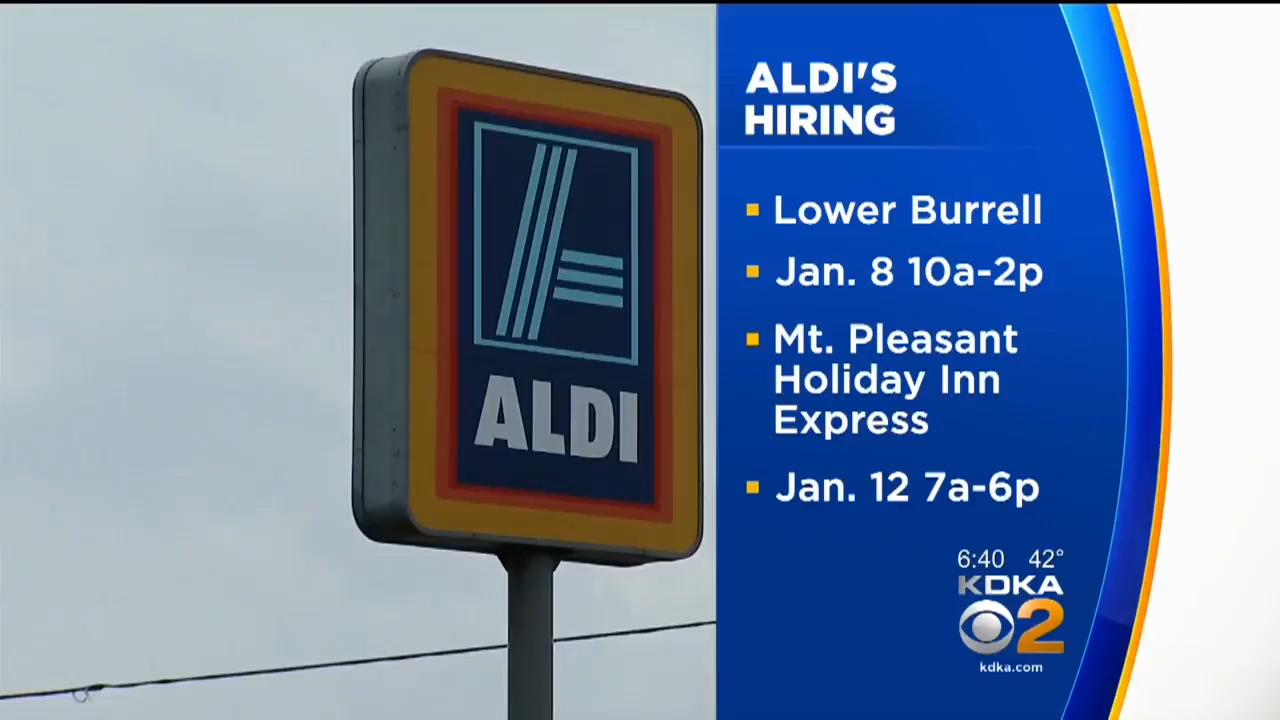 ALDI
ALDI'S
HIRING
Lower Burrell
Jan. 8 10a-2p
Mt. Pleasant
Holiday Inn
Express
Jan. 12 7a-6p
6:40 42°
KDKA
2
kdka.com